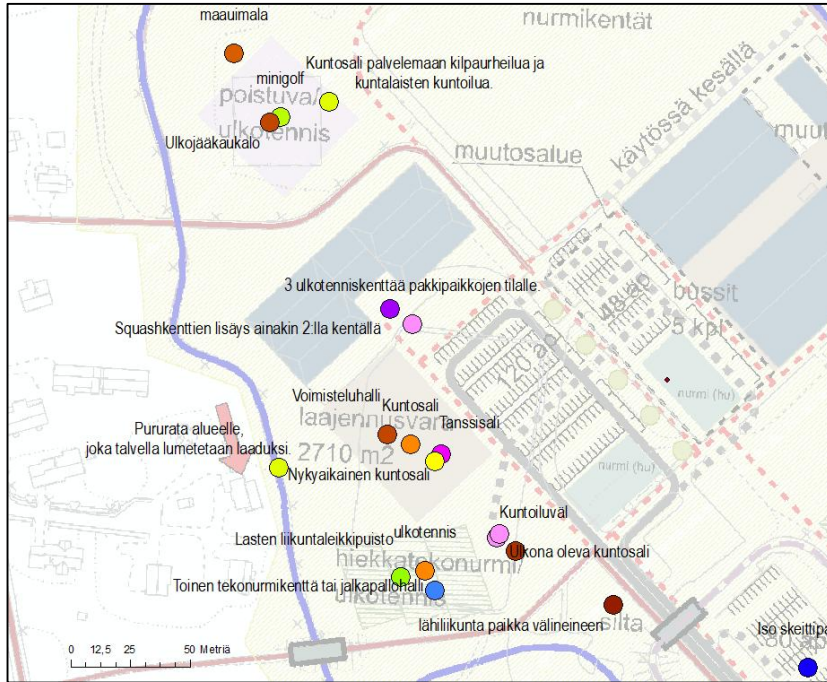 maauimala
nurmikentät
Kuntosali palvelemaan kilpaurheilua ja
kuntalaisten kuntoilua.
minigolf
poistuva/
ulkotennis
Ulkojääkaukalo
käytössä kesällä
muutosalue
3 ulkotenniskenttää pakkipaikkojen tilalle.
Squashkenttien lisäys ainakin 2:lla kentällä
48 ap
bussit
5 kpl
120 ap
nurmi (hu)
Voimisteluhalli
Kuntosali
laajennusvara
Tanssisali
2710 m2
Pururata alueelle,
joka talvella lumetetaan laaduksi.
Nykyaikainen kuntosali
nurmi (hu)
Kuntoiluväl
Lasten liikuntaleikkipuisto
ulkotennis
Ulkona oleva kuntosali
hiekkatekonurmi/
Toinen tekonurmikenttä tai jalkapallohalli
ulkotennis
lähiliikunta paikka välineineen
silta
Iso skeittipa
80 ap
0 12,5 25 50 Metriä